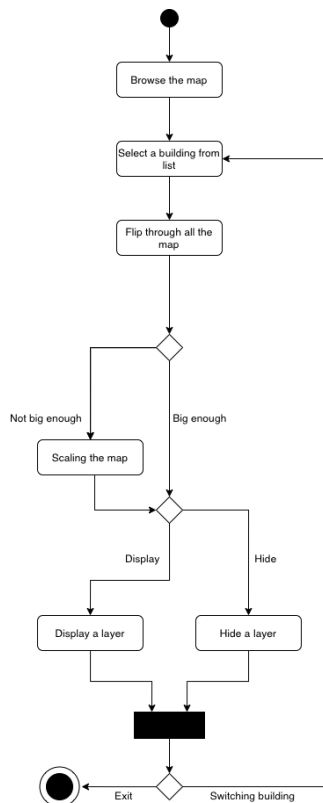 Browse the map
Select a building from
list
Flip through all the
map
Not big enough
Big enough
Scaling the map
Display
Hide
Display a layer
Hide a layer
Exit
Switching building